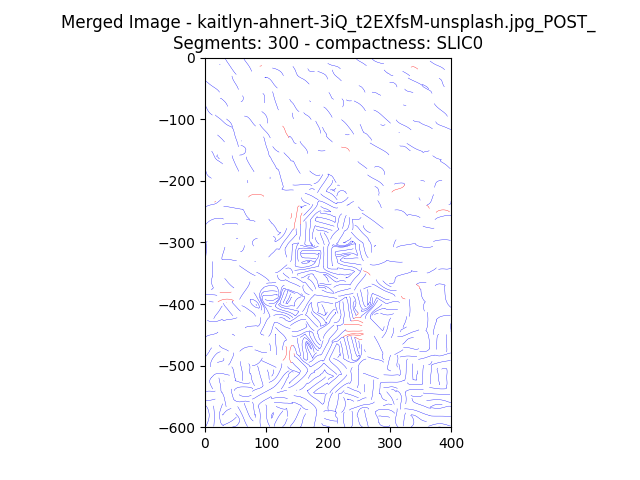 Merged Image - kaitlyn-ahnert-3iQ_t2EXfsM-unsplash.jpg_POST_
Segments: 300 - compactness: SLIC0
0
−100
−200
−300
−400
−500
−600
0 100 200 300 400